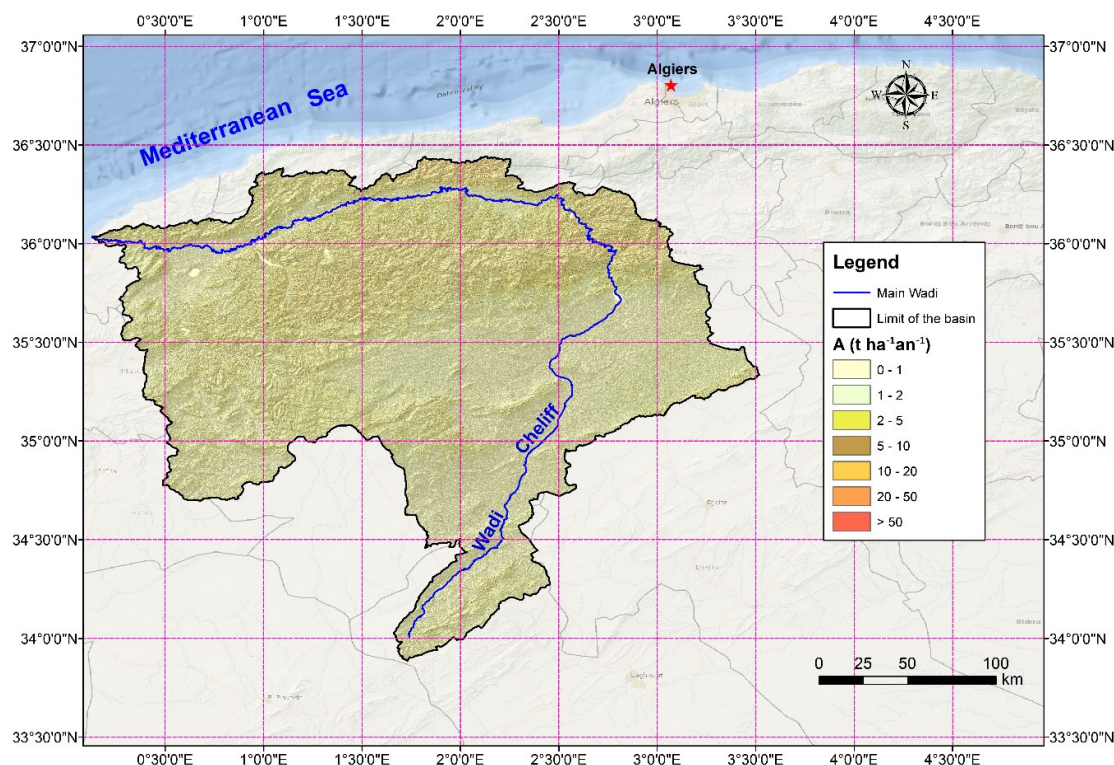 0°30'0"E 1°0'0"E 1°30'0"E 2°0'0"E 2°30'0"E 3°0'0"E 3°30'0"E 4°0'0"E 4°30'0"E
37°0'0"N 37°0'0"N
Mediterranean Sea
Algiers
Algiers
N
W E
S
36°30'0"N 36°30'0"N
Bouira
36°0'0"N 36°0'0"N
Legend
Main Wadi
Limit of the basin
A (t ha⁻¹an⁻¹)
0 - 1
1 - 2
2 - 5
5 - 10
10 - 20
20 - 50
> 50
35°30'0"N 35°30'0"N
35°0'0"N 35°0'0"N
Wadi Cheliff
34°30'0"N 34°30'0"N
34°0'0"N 34°0'0"N
Laghouat
0 25 50 100
km
33°30'0"N 33°30'0"N
0°30'0"E 1°0'0"E 1°30'0"E 2°0'0"E 2°30'0"E 3°0'0"E 3°30'0"E 4°0'0"E 4°30'0"E